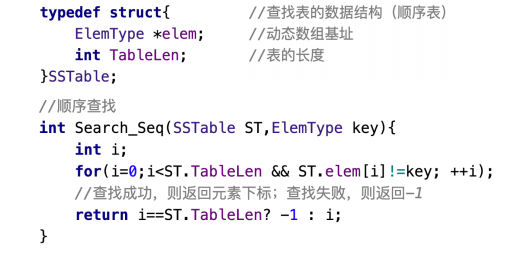 typedef struct{ //查找表的数据结构（顺序表）
ElemType *elem; //动态数组基址
int TableLen; //表的长度
}SSTable;
//顺序查找
int Search_Seq(SSTable ST,ElemType key){
int i;
for(i=0;i<ST.TableLen && ST.elem[i]!=key; ++i);
//查找成功，则返回元素下标；查找失败，则返回-1
return i==ST.TableLen? -1 : i;
}